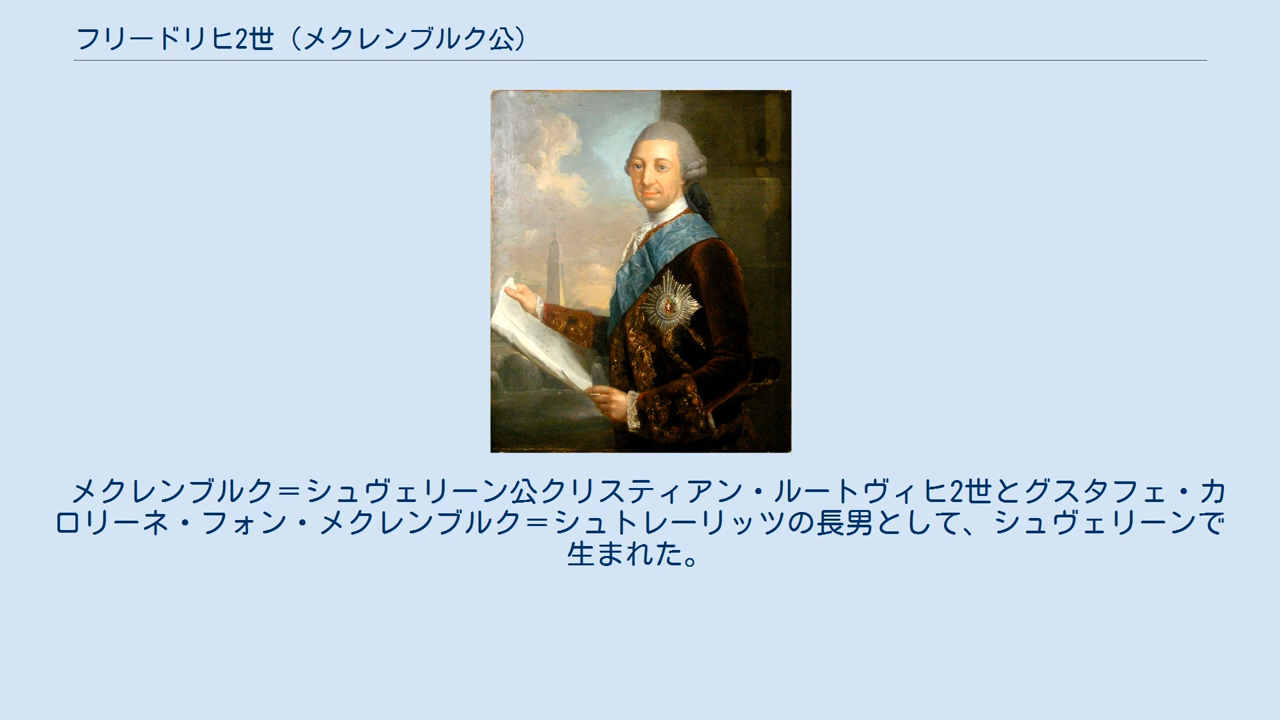 フリードリヒ2世（メクレンブルク公）
メクレンブルク＝シュヴェリーン公クリスティアン・ルートヴィヒ2世とグスタフェ・カ
ロリーネ・フォン・メクレンブルク＝シュトレーリッツの長男として、シュヴェリーンで
生まれた。